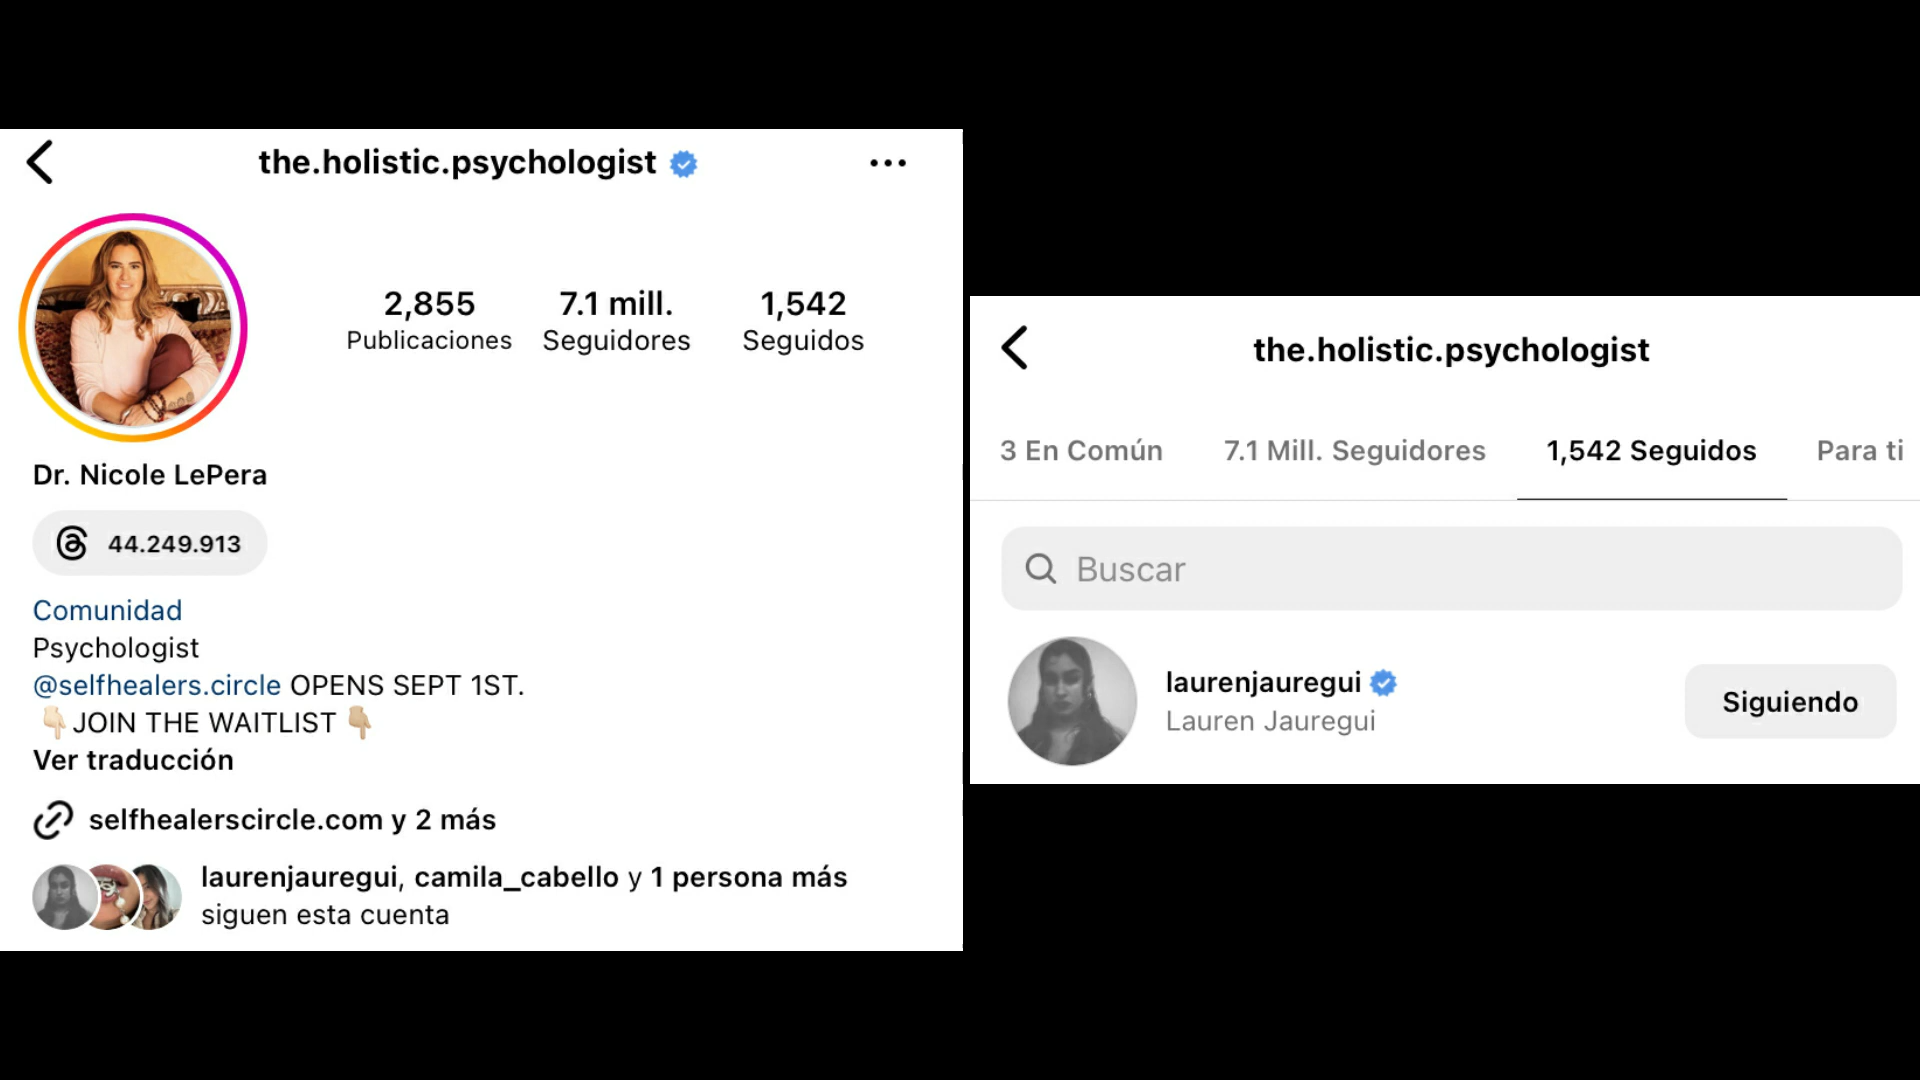 the.holistic.psychologist
2,855
Publicaciones
7.1 mill.
Seguidores
1,542
Seguidos
Dr. Nicole LePera
44.249.913
Comunidad
Psychologist
@selfhealers.circle OPENS SEPT 1ST.
👇🏻JOIN THE WAITLIST👇🏼
Ver traducción
selfhealerscircle.com y 2 más
laurenjauregui, camila_cabello y 1 persona más
siguen esta cuenta
the.holistic.psychologist
3 En Común
7.1 Mill. Seguidores
1,542 Seguidos
Para ti
Buscar
laurenjauregui
Lauren Jauregui
Siguiendo